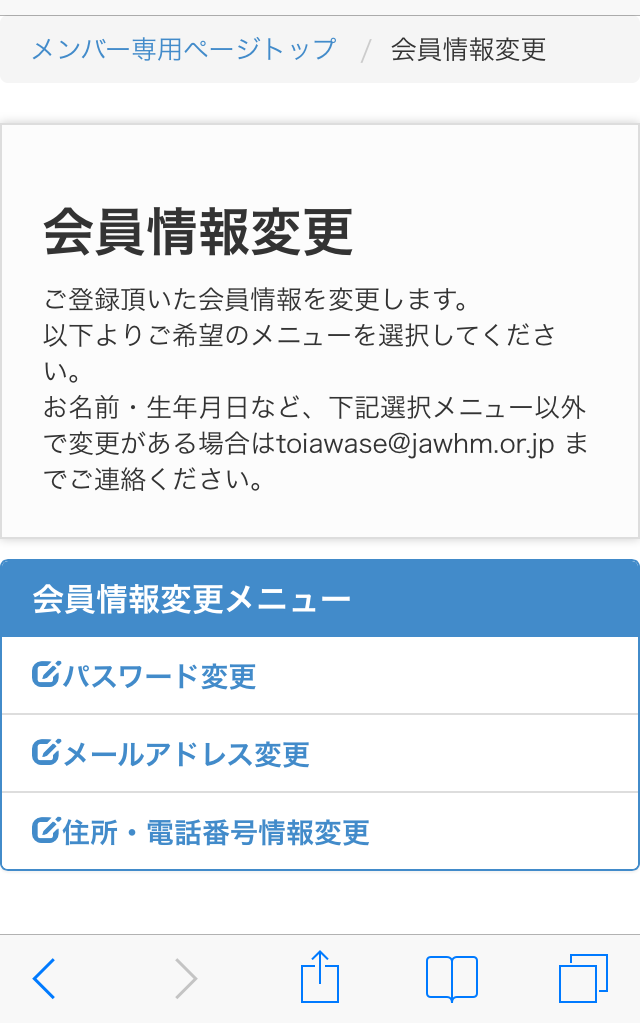 メンバー専用ページトップ / 会員情報変更
会員情報変更
ご登録頂いた会員情報を変更します。
以下よりご希望のメニューを選択してくださ
い。
お名前・生年月日など、下記選択メニュー以外
で変更がある場合はtoiawase@jawhm.or.jp ま
でご連絡ください。
会員情報変更メニュー
パスワード変更
メールアドレス変更
住所・電話番号情報変更